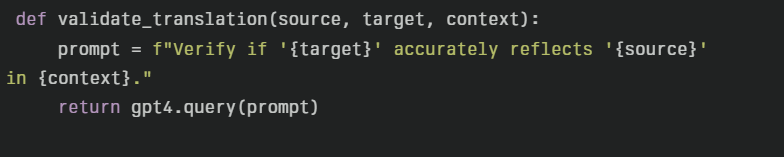 def validate_translation(source, target, context):
prompt = f"Verify if '{target}' accurately reflects '{source}'
in {context}."
return gpt4.query(prompt)